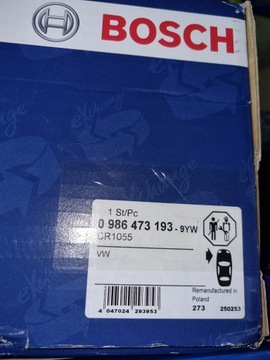 BOSCH
eXchange
1 St/Pc
0 986 473 193 - 9YW
CR1055
VW
Remanufactured in
Poland
4 047024 293953
273 250253